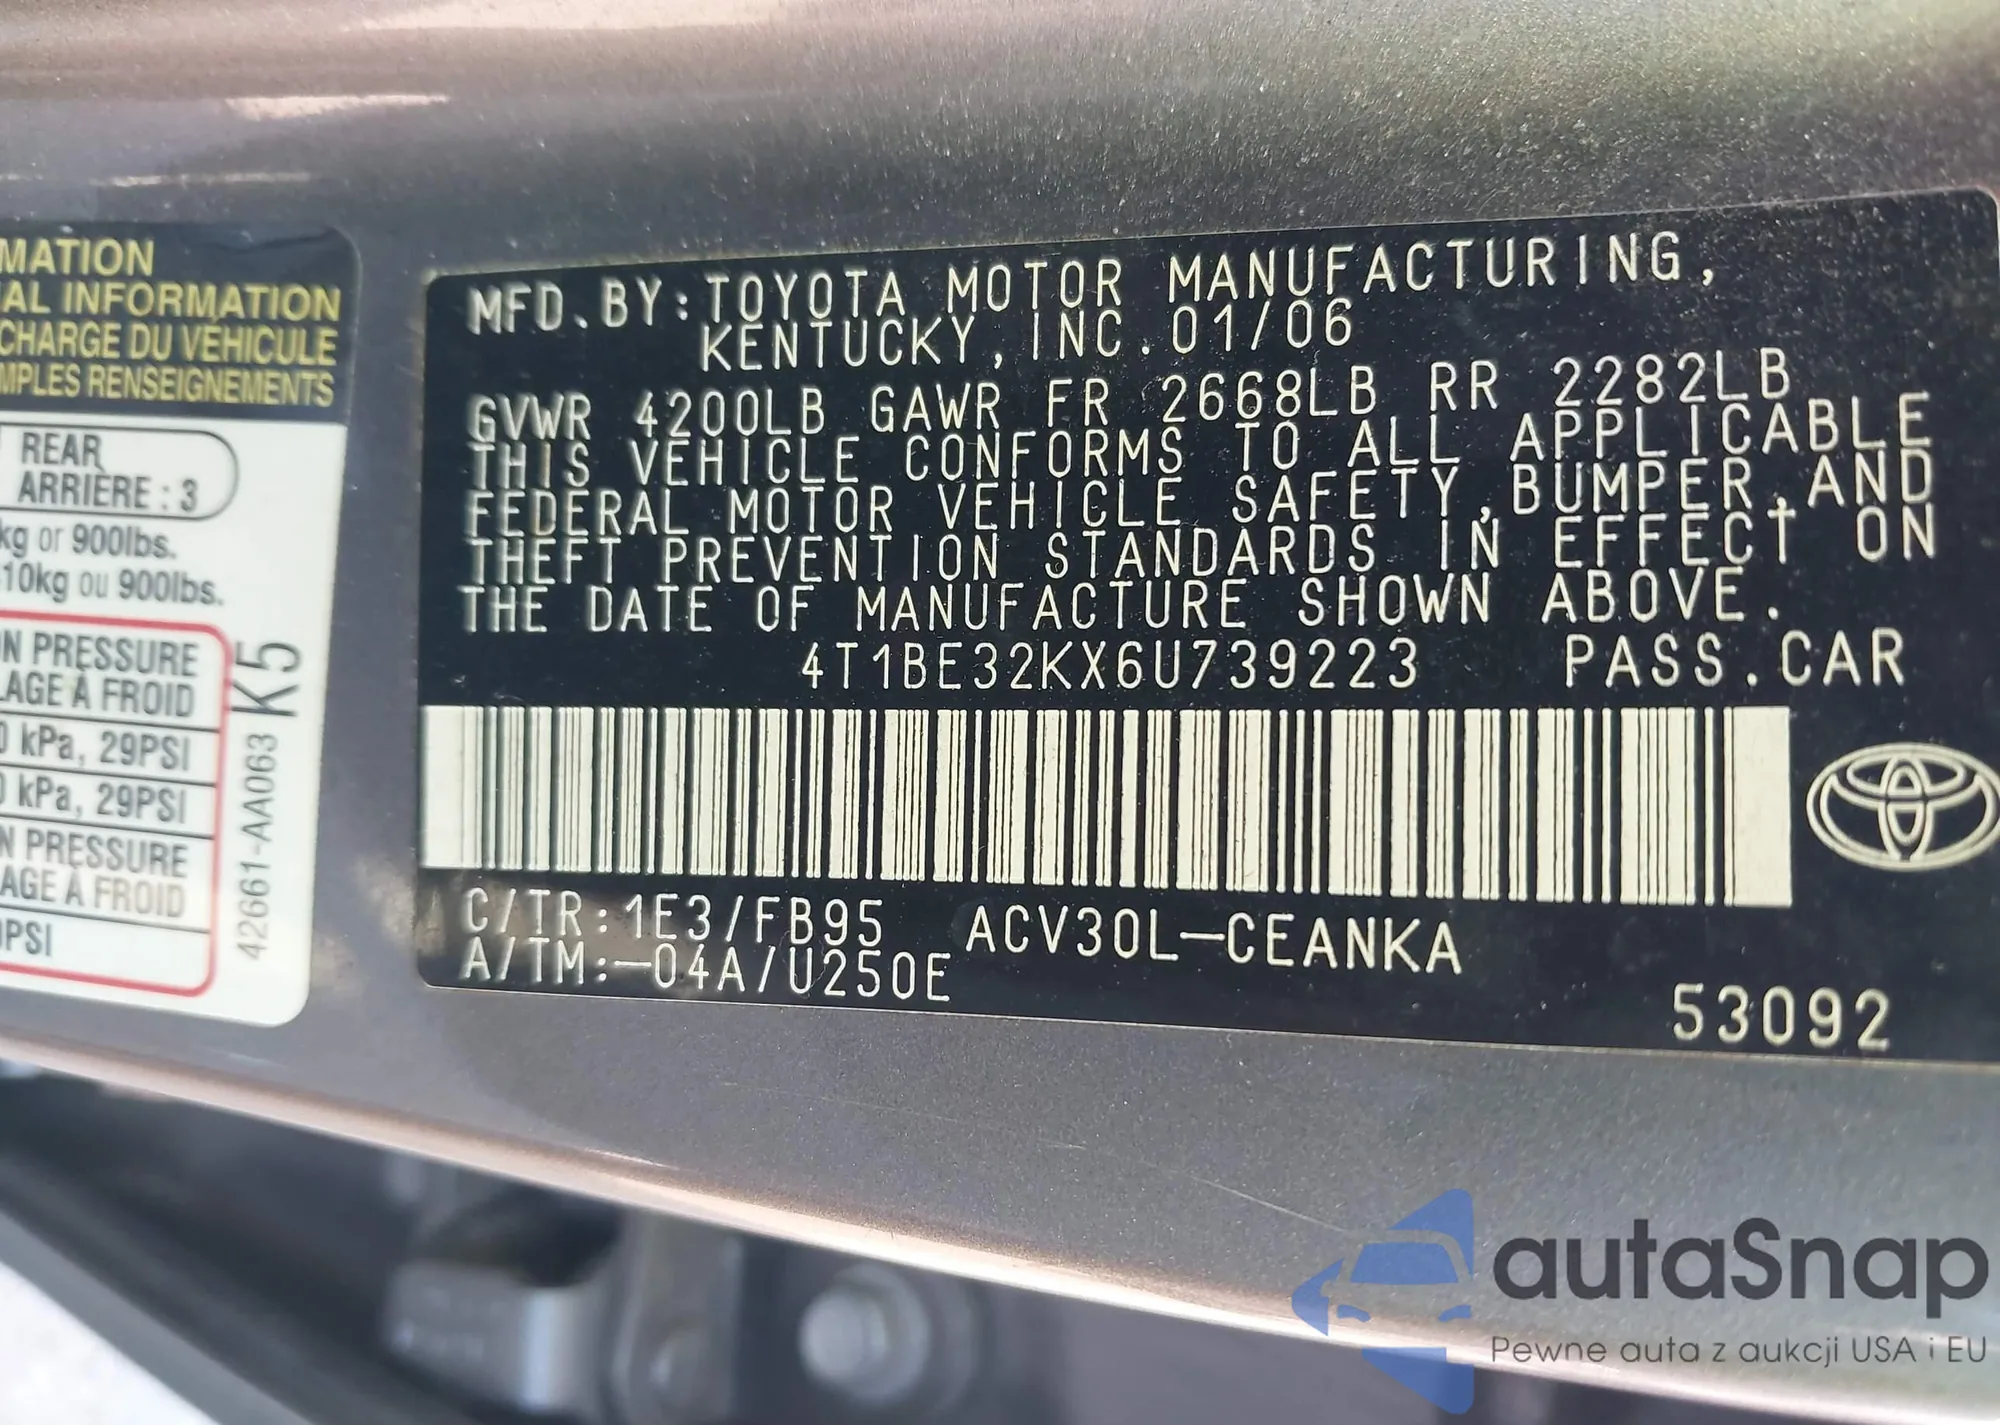 MATION
AL INFORMATION
CHARGE DU VÉHICULE
MPLES RENSEIGNEMENTS
REAR
ARRIÈRE : 3
kg or 900lbs.
10kg ou 900lbs.
N PRESSURE
LAGE À FROID
0 kPa, 29PSI
0 kPa, 29PSI
N PRESSURE
AGE À FROID
0PSI
42661-AA063 K5
MFD. BY: TOYOTA MOTOR MANUFACTURING,
KENTUCKY, INC. 01/06
GVWR 4200LB GAWR FR 2668LB RR 2282LB
THIS VEHICLE CONFORMS TO ALL APPLICABLE
FEDERAL MOTOR VEHICLE SAFETY, BUMPER, AND
THEFT PREVENTION STANDARDS IN EFFECT ON
THE DATE OF MANUFACTURE SHOWN ABOVE.
4T1BE32KX6U739223 PASS. CAR
C/TR: 1E3/FB95 ACV30L-CEANKA
A/TM: -04A/U250E
53092
autaSnap
Pewne auta z aukcji USA i EU